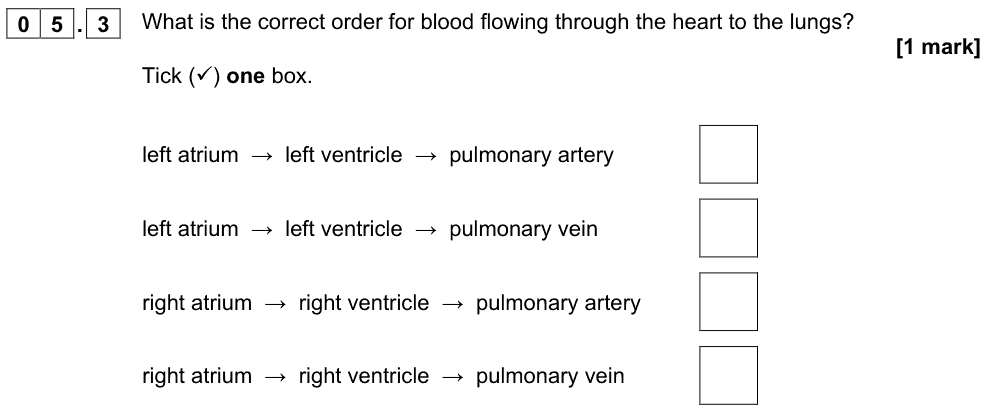 0 5 . 3 What is the correct order for blood flowing through the heart to the lungs?
[1 mark]
Tick (✓) one box.
left atrium → left ventricle → pulmonary artery
left atrium → left ventricle → pulmonary vein
right atrium → right ventricle → pulmonary artery
right atrium → right ventricle → pulmonary vein